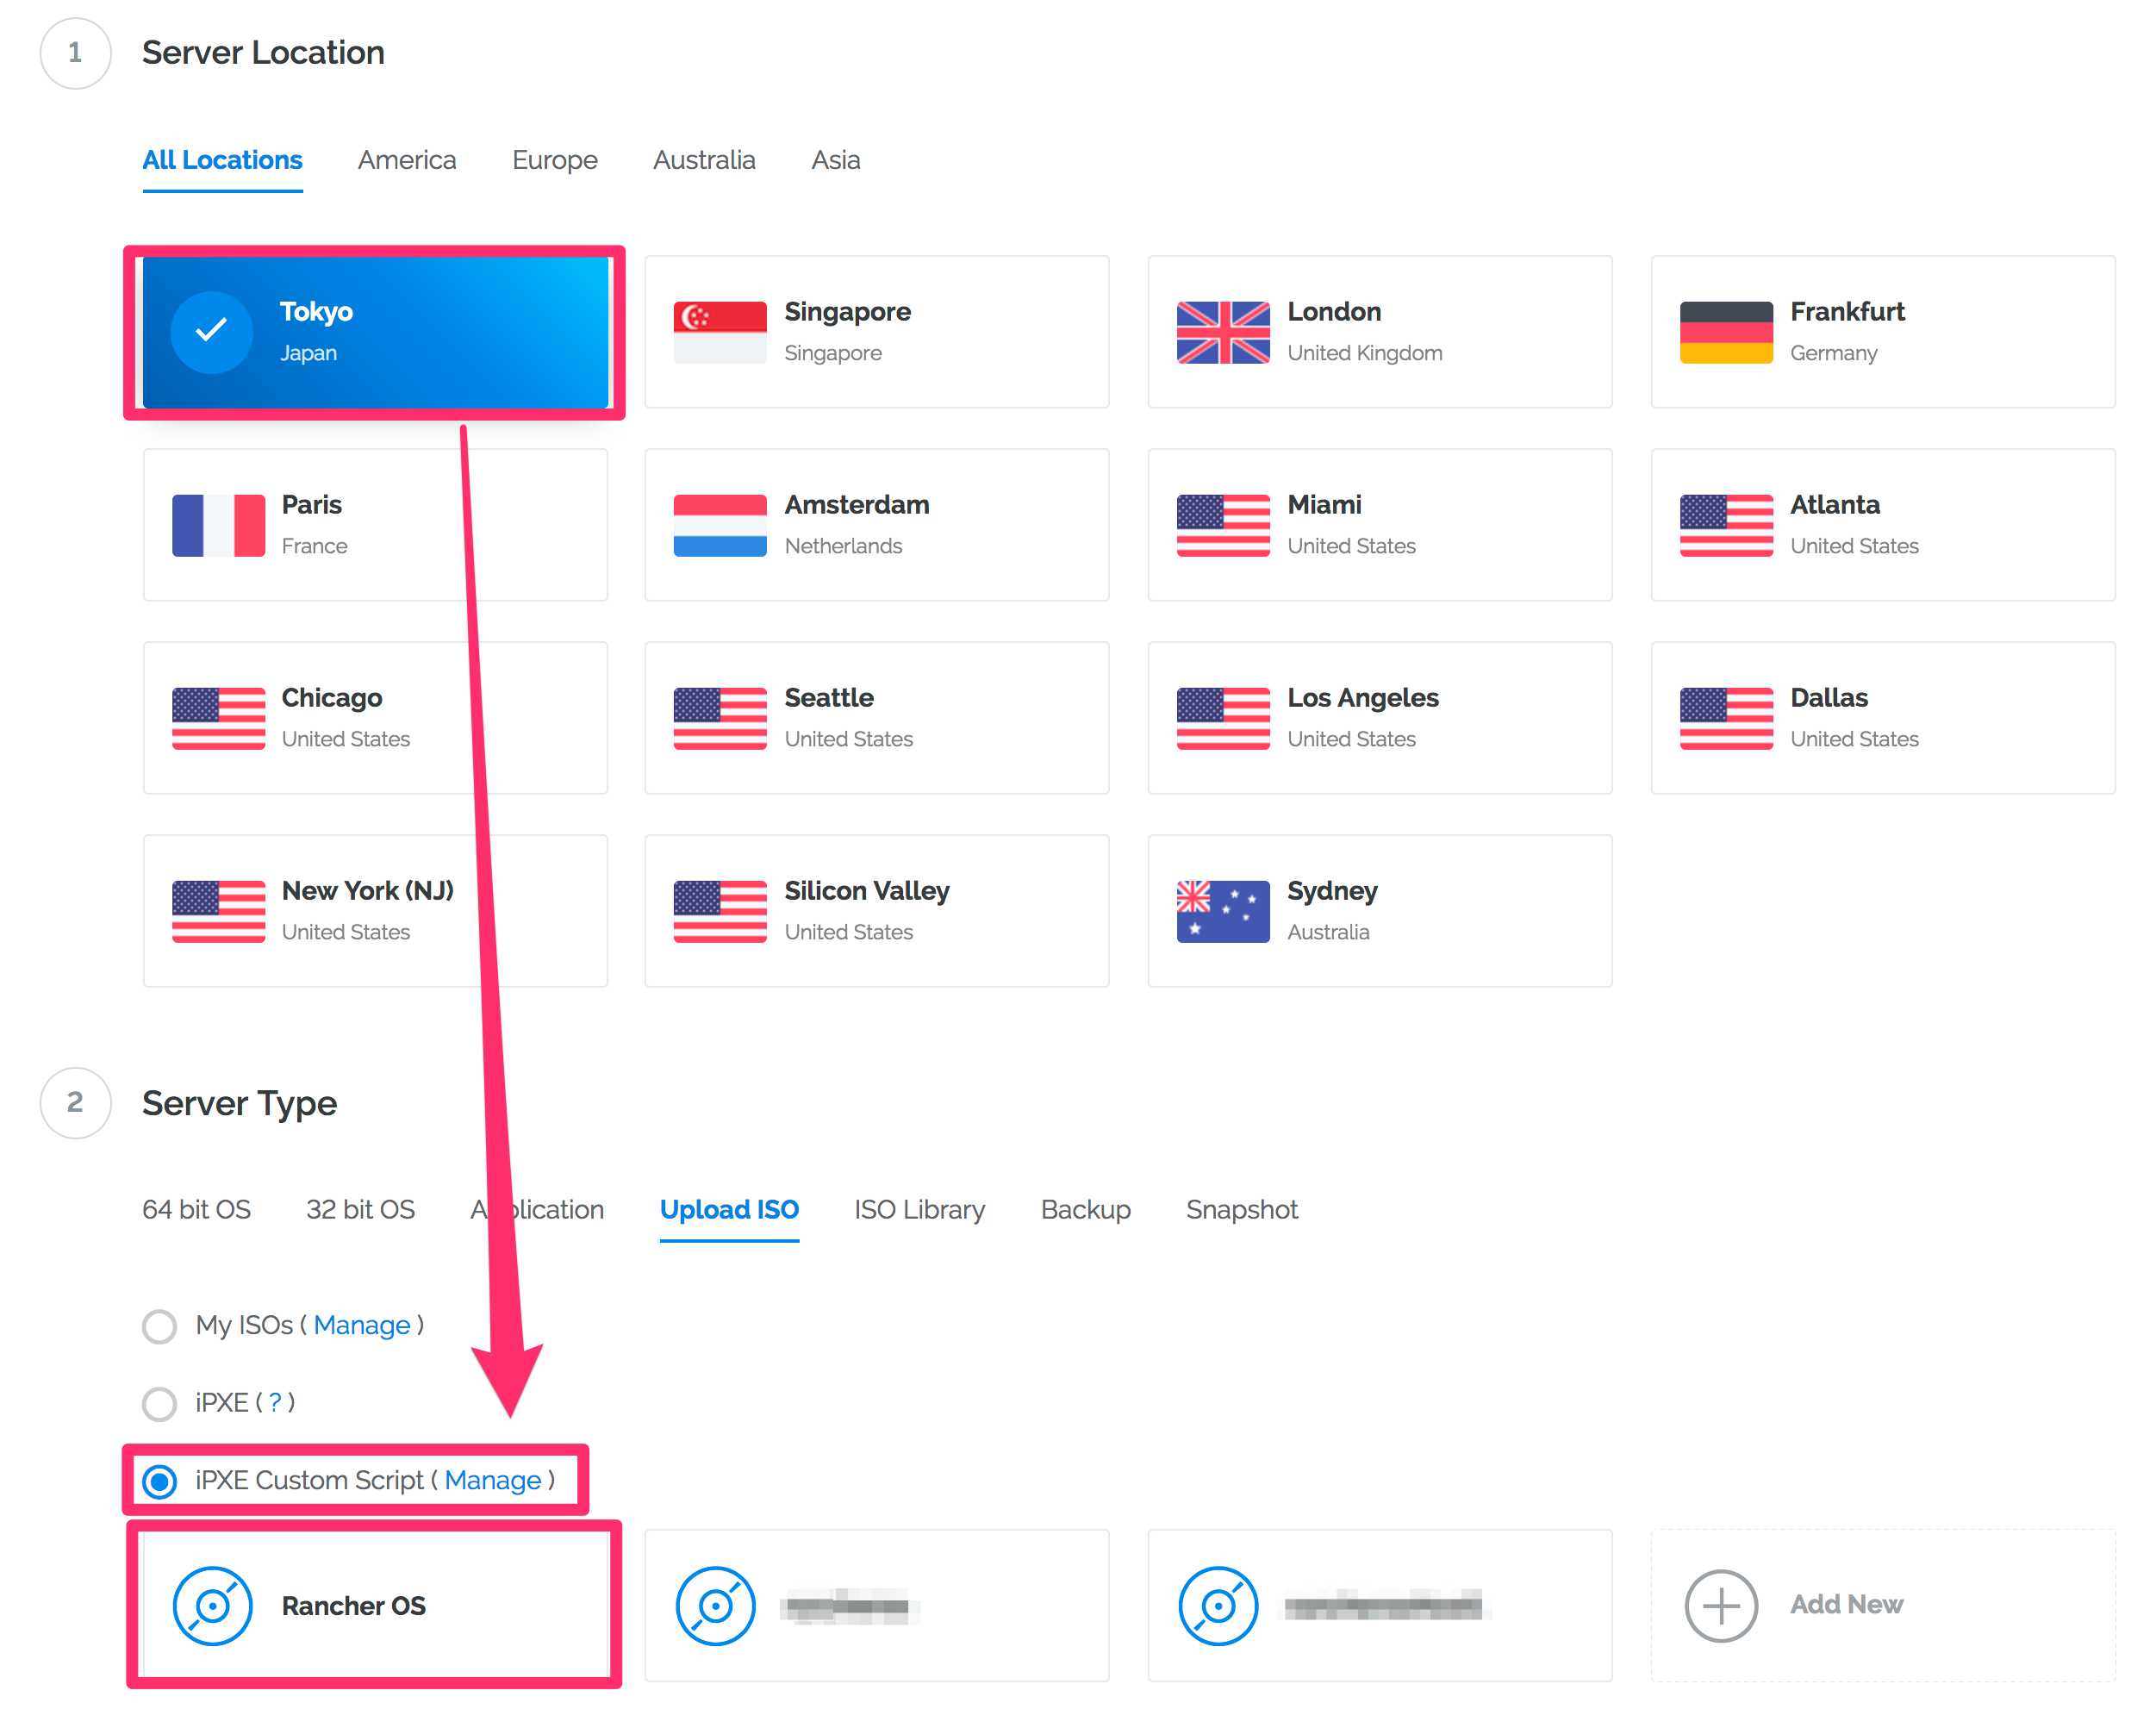 1
Server Location
All Locations America Europe Australia Asia
Tokyo
Japan
Singapore
Singapore
London
United Kingdom
Frankfurt
Germany
Paris
France
Amsterdam
Netherlands
Miami
United States
Atlanta
United States
Chicago
United States
Seattle
United States
Los Angeles
United States
Dallas
United States
New York (NJ)
United States
Silicon Valley
United States
Sydney
Australia
2
Server Type
64 bit OS 32 bit OS Application Upload ISO ISO Library Backup Snapshot
My ISOs ( Manage )
iPXE ( ? )
iPXE Custom Script ( Manage )
Rancher OS
Add New